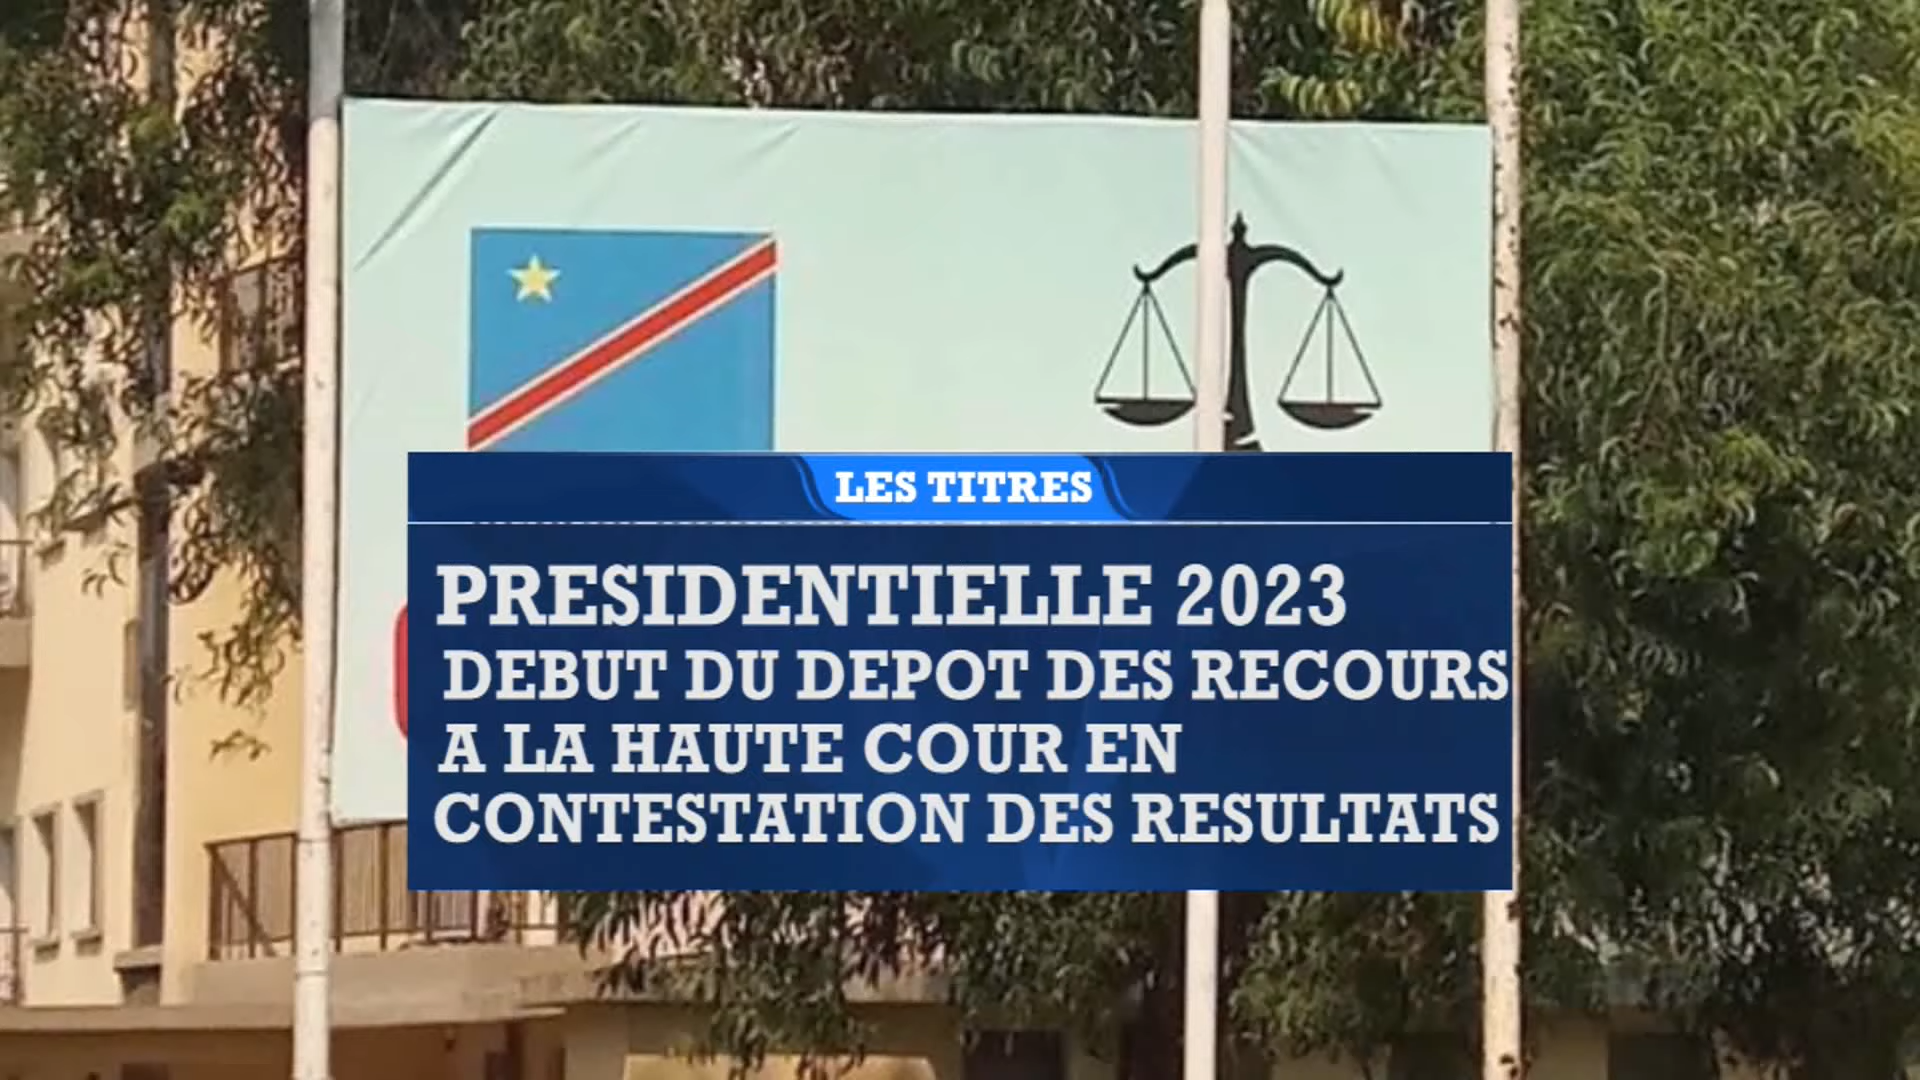 LES TITRES
PRESIDENTIELLE 2023
DEBUT DU DEPOT DES RECOURS
A LA HAUTE COUR EN
CONTESTATION DES RESULTATS